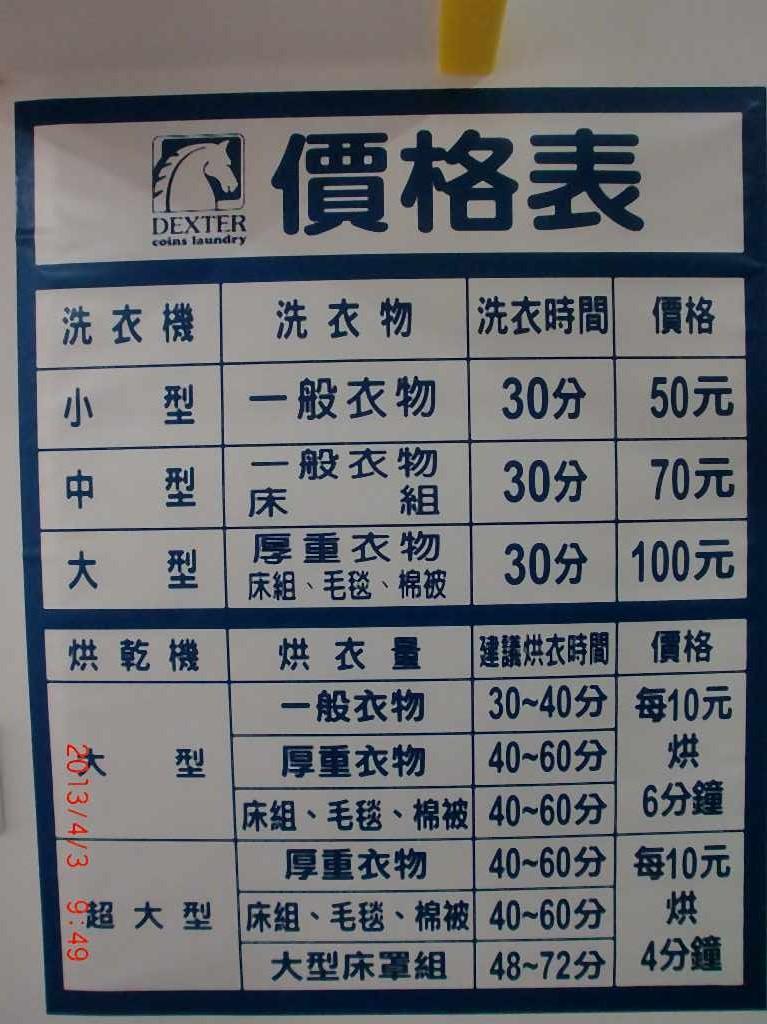 DEXTER
coins laundry
價格表
洗衣機 洗衣物 洗衣時間 價格
小型 一般衣物 30分 50元
中型 一般衣物 床組 30分 70元
大型 厚重衣物 床組、毛毯、棉被 30分 100元
烘乾機 烘衣量 建議烘衣時間 價格
大型 一般衣物 30~40分 每10元
厚重衣物 40~60分 烘
床組、毛毯、棉被 40~60分 6分鐘
超大型 厚重衣物 40~60分 每10元
床組、毛毯、棉被 40~60分 烘
大型床罩組 48~72分 4分鐘
2013/4/3 9:49